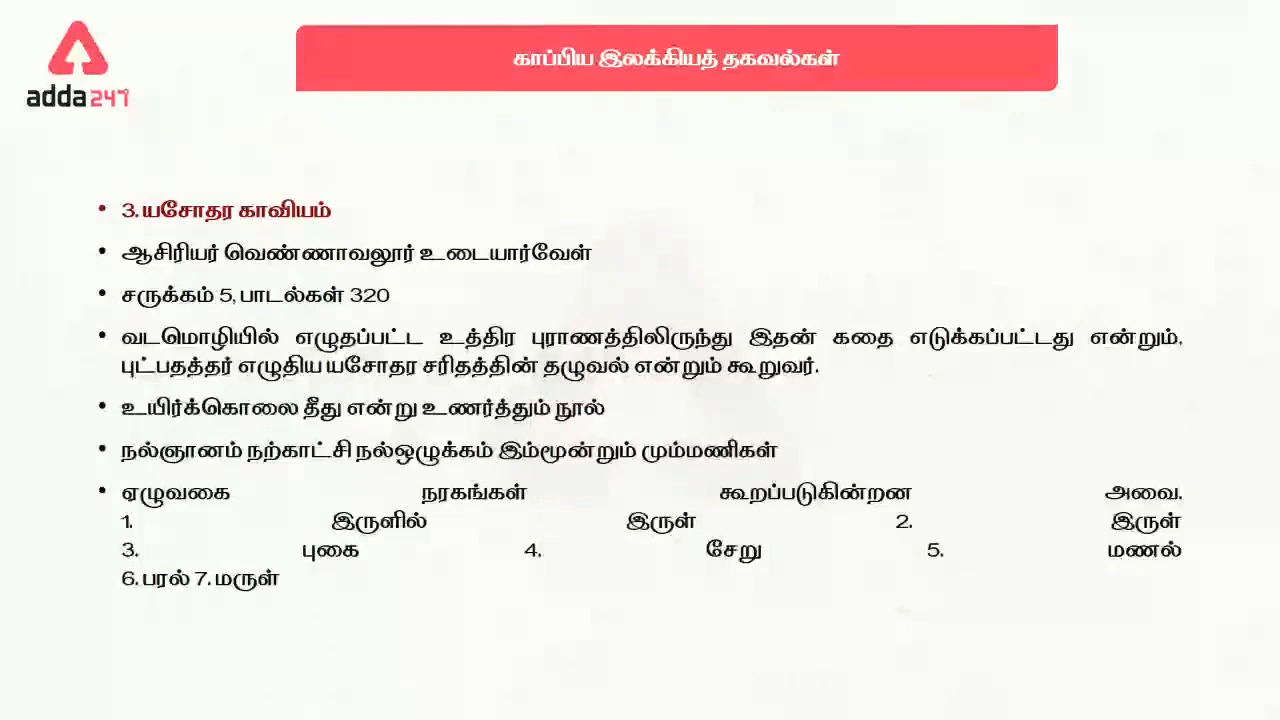 adda247
காப்பிய இலக்கியத் தகவல்கள்
• 3. யசோதர காவியம்
• ஆசிரியர் வெண்ணாவலூர் உடையார்வேள்
• சருக்கம் 5, பாடல்கள் 320
• வடமொழியில் எழுதப்பட்ட உத்திர புராணத்திலிருந்து இதன் கதை எடுக்கப்பட்டது என்றும்,
புட்பதத்தர் எழுதிய யசோதர சரிதத்தின் தழுவல் என்றும் கூறுவர்.
• உயிர்க்கொலை தீது என்று உணர்த்தும் நூல்
• நல்ஞானம் நற்காட்சி நல்ஒழுக்கம் இம்மூன்றும் மும்மணிகள்
• ஏழுவகை நரகங்கள் கூறப்படுகின்றன அவை.
1. இருளில் இருள் 2. இருள்
3. புகை 4. சேறு 5. மணல்
6. பரல் 7. மருள்